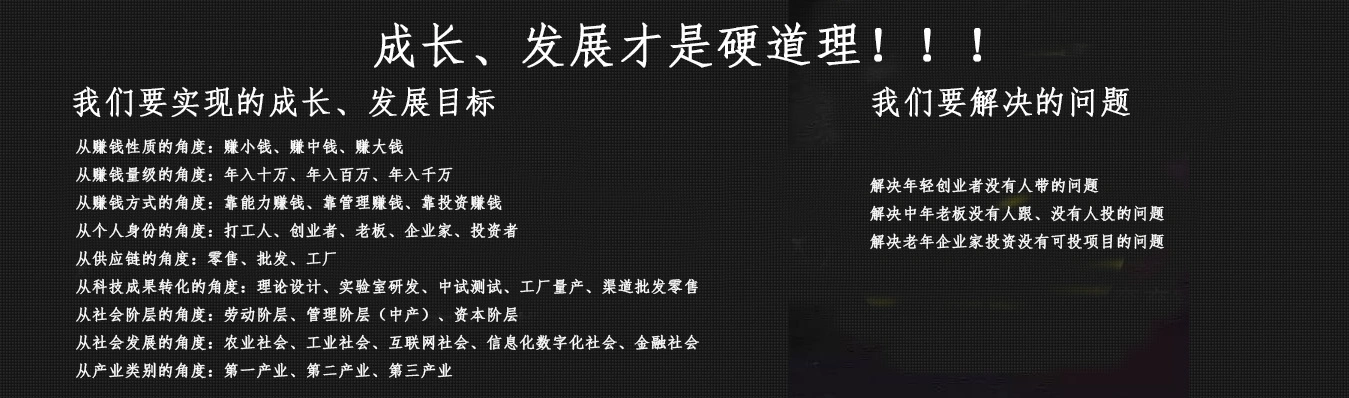 成长、发展才是硬道理！！！
我们要实现的成长、发展目标
从赚钱性质的角度：赚小钱、赚中钱、赚大钱
从赚钱量级的角度：年入十万、年入百万、年入千万
从赚钱方式的角度：靠能力赚钱、靠管理赚钱、靠投资赚钱
从个人身份的角度：打工人、创业者、老板、企业家、投资者
从供应链的角度：零售、批发、工厂
从科技成果转化的角度：理论设计、实验室研发、中试测试、工厂量产、渠道批发零售
从社会阶层的角度：劳动阶层、管理阶层（中产）、资本阶层
从社会发展的角度：农业社会、工业社会、互联网社会、信息化数字化社会、金融社会
从产业类别的角度：第一产业、第二产业、第三产业
我们要解决的问题
解决年轻创业者没有人带的问题
解决中年老板没有人跟、没有人投的问题
解决老年企业家投资没有可投项目的问题